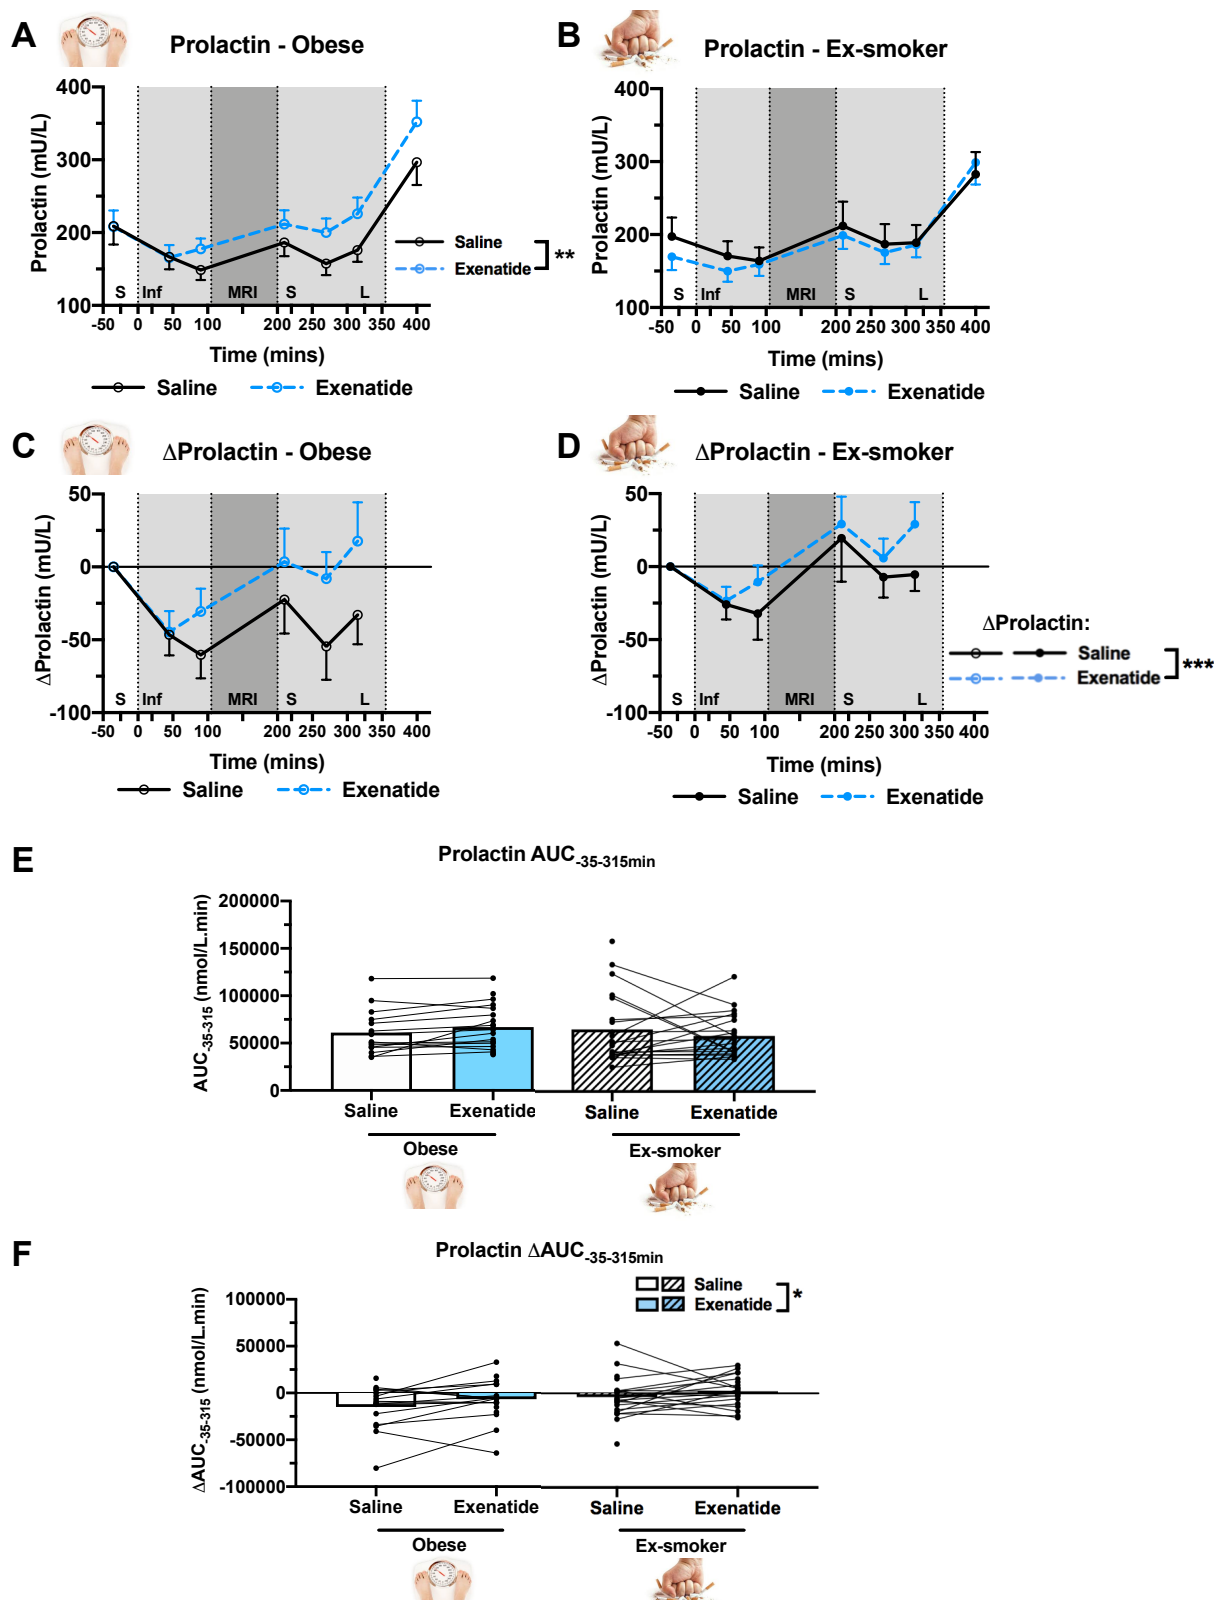 A
Prolactin - Obese
Prolactin (mU/L)
400
300
200
100
S
Inf
MRI
S
L
-50
0
50
100
200
250
300
350
400
Time (mins)
Saline
Exenatide
Saline
Exenatide
**
B
Prolactin - Ex-smoker
Prolactin (mU/L)
400
300
200
100
S
Inf
MRI
S
L
-50
0
50
100
200
250
300
350
400
Time (mins)
Saline
Exenatide
C
ΔProlactin - Obese
ΔProlactin (mU/L)
50
0
-50
-100
S
Inf
MRI
S
L
-50
0
50
100
200
250
300
350
400
Time (mins)
Saline
Exenatide
D
ΔProlactin - Ex-smoker
ΔProlactin (mU/L)
50
0
-50
-100
S
Inf
MRI
S
L
-50
0
50
100
200
250
300
350
400
Time (mins)
Saline
Exenatide
ΔProlactin:
Saline
Exenatide
***
E
Prolactin AUC-35-315min
AUC-35-315 (nmol/L.min)
200000
150000
100000
50000
0
Saline
Exenatide
Saline
Exenatide
Obese
Ex-smoker
F
Prolactin ΔAUC-35-315min
Saline
Exenatide
*
ΔAUC-35-315 (nmol/L.min)
100000
50000
0
-50000
-100000
Saline
Exenatide
Saline
Exenatide
Obese
Ex-smoker